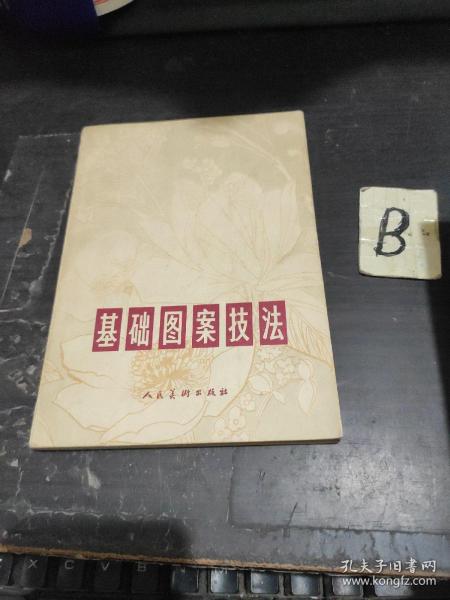 B
基础图案技法
人民美术出版社
X C V B N M
孔夫子旧书网
www.kongfz.com